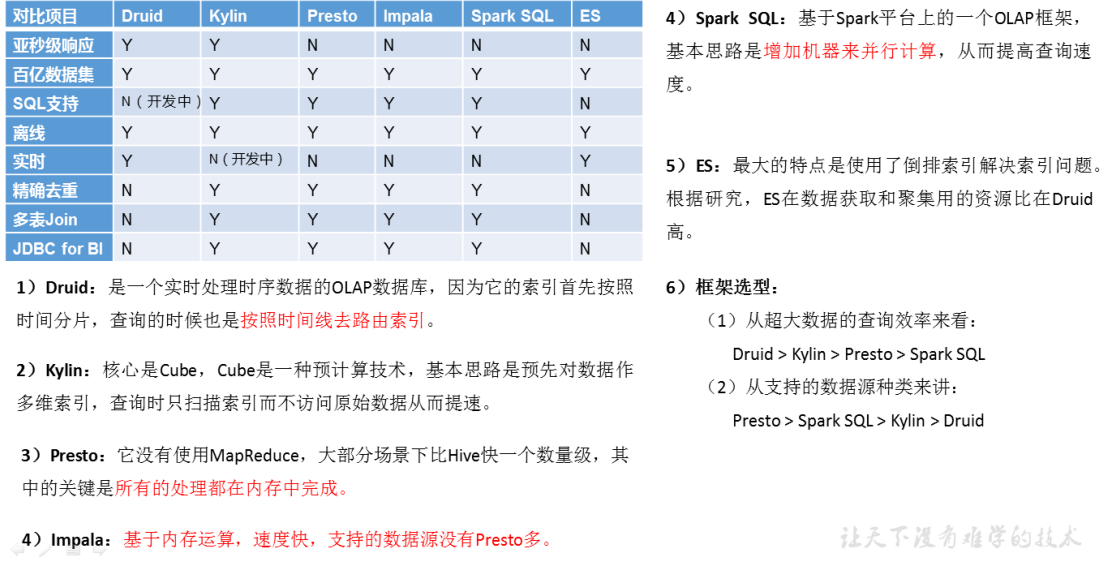 对比项目 Druid Kylin Presto Impala Spark SQL ES
亚秒级响应 Y Y N N N N
百亿数据集 Y Y Y Y Y Y
SQL支持 N（开发中） Y Y Y Y N
离线 Y Y Y Y Y Y
实时 Y N（开发中） N N N Y
精确去重 N Y Y Y Y N
多表Join N Y Y Y Y N
JDBC for BI N Y Y Y Y N
1）Druid：是一个实时处理时序数据的OLAP数据库，因为它的索引首先按照
时间分片，查询的时候也是按照时间线去路由索引。
2）Kylin：核心是Cube，Cube是一种预计算技术，基本思路是预先对数据作
多维索引，查询时只扫描索引而不访问原始数据从而提速。
3）Presto：它没有使用MapReduce，大部分场景下比Hive快一个数量级，其
中的关键是所有的处理都在内存中完成。
4）Impala：基于内存运算，速度快，支持的数据源没有Presto多。
4）Spark SQL：基于Spark平台上的一个OLAP框架，
基本思路是增加机器来并行计算，从而提高查询速
度。
5）ES：最大的特点是使用了倒排索引解决索引问题。
根据研究，ES在数据获取和聚集用的资源比在Druid
高。
6）框架选型：
（1）从超大数据的查询效率来看：
Druid > Kylin > Presto > Spark SQL
（2）从支持的数据源种类来讲：
Presto > Spark SQL > Kylin > Druid
让天下没有难学的技术